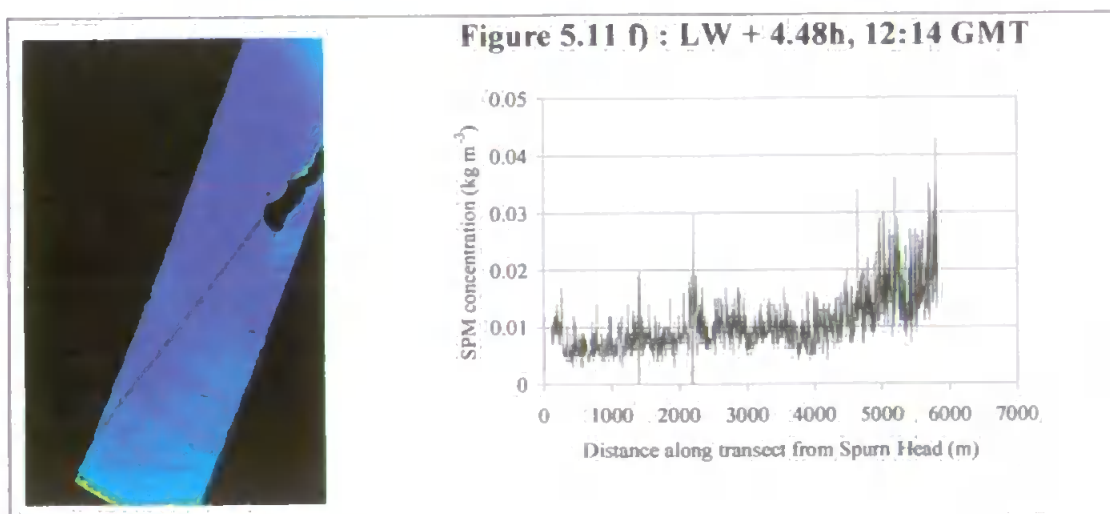 Figure 5.11 f) : LW + 4.48h, 12:14 GMT
SPM concentration (kg m⁻³)
0.05
0.04
0.03
0.02
0.01
0
0 1000 2000 3000 4000 5000 6000 7000
Distance along transect from Spurn Head (m)